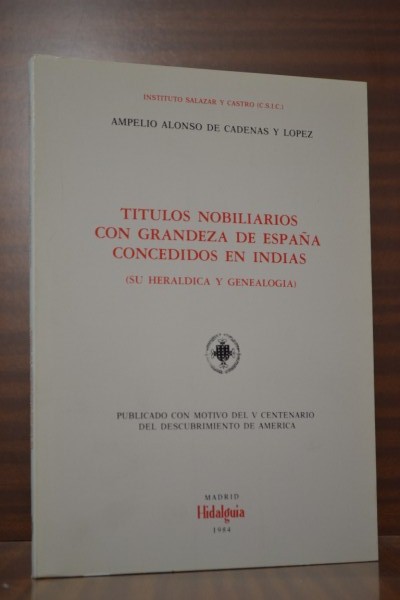 INSTITUTO SALAZAR Y CASTRO (C.S.I.C.)
AMPELIO ALONSO DE CADENAS Y LOPEZ
TITULOS NOBILIARIOS
CON GRANDEZA DE ESPAÑA
CONCEDIDOS EN INDIAS
(SU HERALDICA Y GENEALOGIA)
PUBLICADO CON MOTIVO DEL V CENTENARIO
DEL DESCUBRIMIENTO DE AMERICA
MADRID
Hidalguía
1984